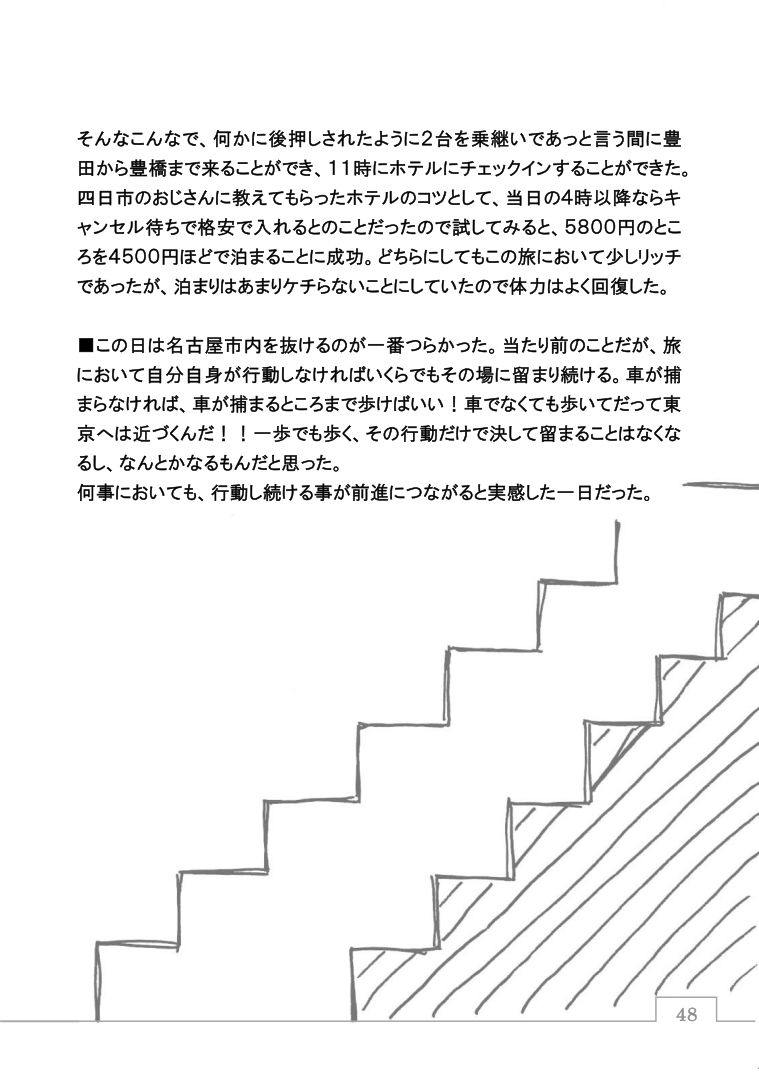 そんなこんなで、何かに後押しされたように2台を乗継いであっと言う間に豊
田から豊橋まで来ることができ、11時にホテルにチェックインすることができた。
四日市のおじさんに教えてもらったホテルのコツとして、当日の4時以降ならキ
ャンセル待ちで格安で入れるとのことだったので試してみると、5800円のとこ
ろを4500円ほどで泊まることに成功。どちらにしてもこの旅において少しリッチ
であったが、泊まりはあまりケチらないことにしていたので体力はよく回復した。
■この日は名古屋市内を抜けるのが一番つらかった。当たり前のことだが、旅
において自分自身が行動しなければいくらでもその場に留まり続ける。車が捕
まらなければ、車が捕まるところまで歩けばいい！車でなくても歩いてだって東
京へは近づくんだ！！一歩でも歩く、その行動だけで決して留まることはなくな
るし、なんとかなるもんだと思った。
何事においても、行動し続ける事が前進につながると実感した一日だった。
48